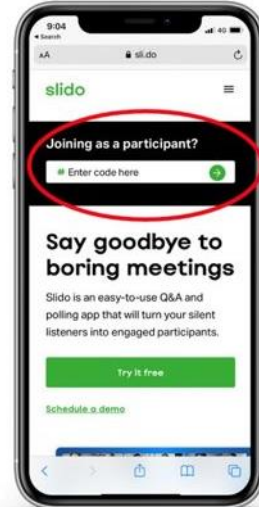 9:04
4G
Search
AA
sli.do
slido
Joining as a participant?
# Enter code here
Say goodbye to
boring meetings
Slido is an easy-to-use Q&A and
polling app that will turn your silent
listeners into engaged participants.
Try it free
Schedule a demo